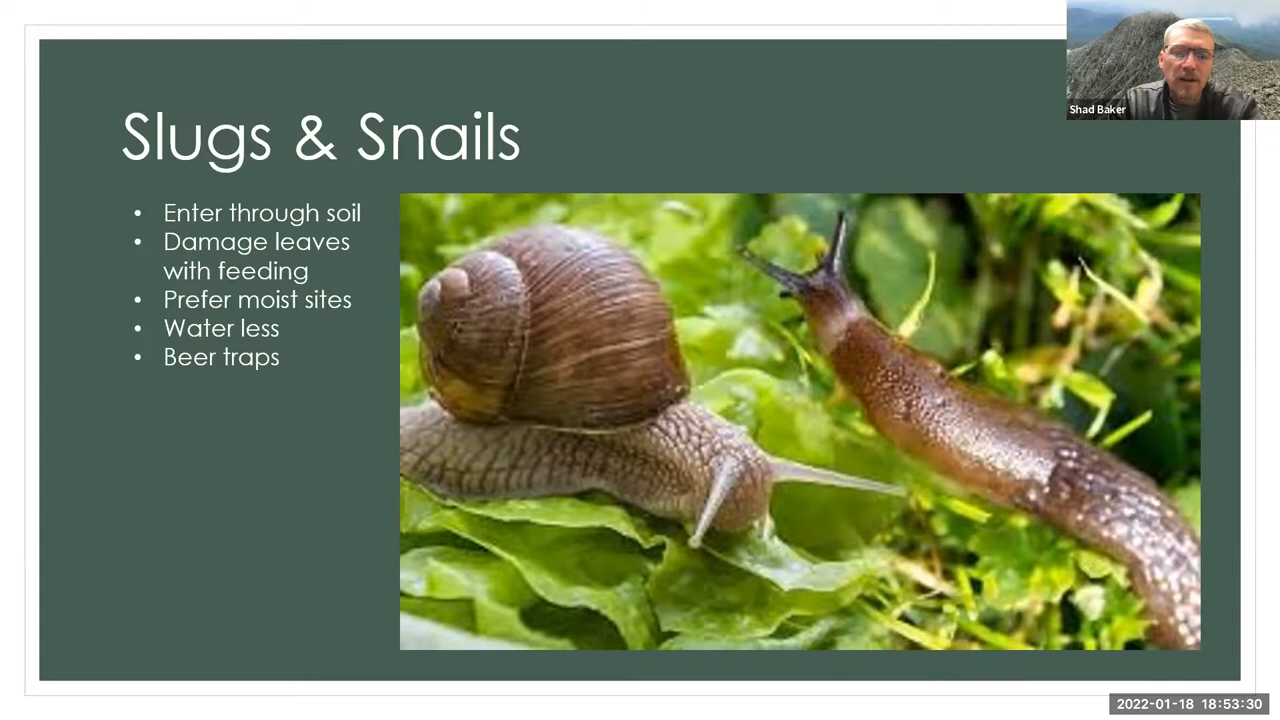 Shad Baker
Slugs & Snails
• Enter through soil
• Damage leaves
with feeding
• Prefer moist sites
• Water less
• Beer traps
2022-01-18 18:53:30